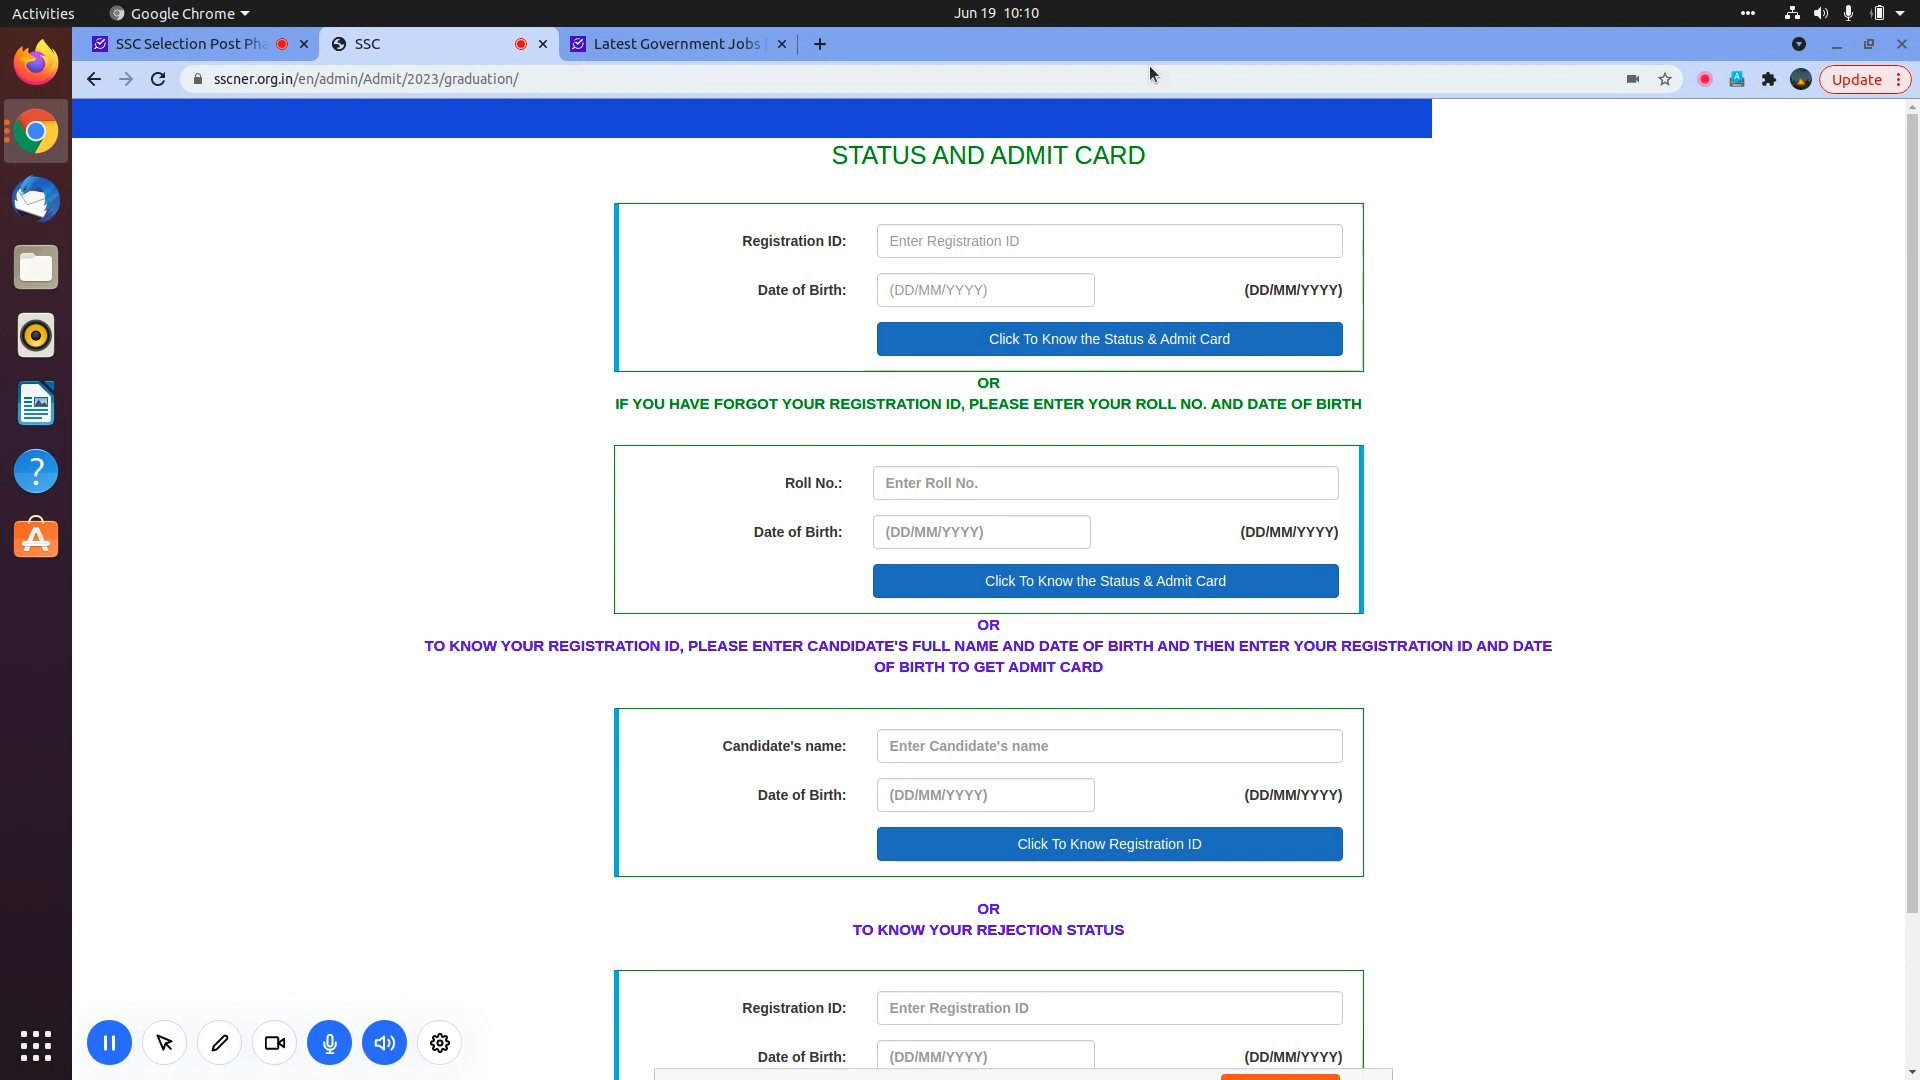 Activities
Google Chrome
Jun 19 10:10
SSC Selection Post Pha
SSC
Latest Government Jobs
sscner.org.in/en/admin/Admit/2023/graduation/
Update
STATUS AND ADMIT CARD
Registration ID:
Enter Registration ID
Date of Birth:
(DD/MM/YYYY)
(DD/MM/YYYY)
Click To Know the Status & Admit Card
OR
IF YOU HAVE FORGOT YOUR REGISTRATION ID, PLEASE ENTER YOUR ROLL NO. AND DATE OF BIRTH
Roll No.:
Enter Roll No.
Date of Birth:
(DD/MM/YYYY)
(DD/MM/YYYY)
Click To Know the Status & Admit Card
OR
TO KNOW YOUR REGISTRATION ID, PLEASE ENTER CANDIDATE'S FULL NAME AND DATE OF BIRTH AND THEN ENTER YOUR REGISTRATION ID AND DATE
OF BIRTH TO GET ADMIT CARD
Candidate's name:
Enter Candidate's name
Date of Birth:
(DD/MM/YYYY)
(DD/MM/YYYY)
Click To Know Registration ID
OR
TO KNOW YOUR REJECTION STATUS
Registration ID:
Enter Registration ID
Date of Birth:
(DD/MM/YYYY)
(DD/MM/YYYY)